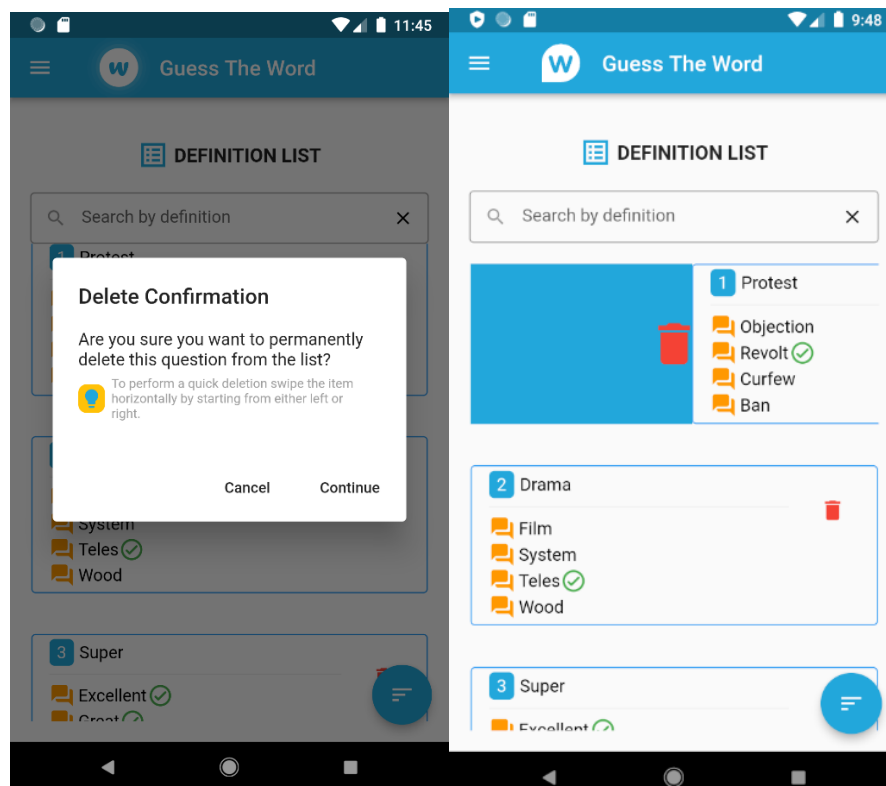 11:45
w Guess The Word
DEFINITION LIST
Search by definition
1 Protest
Delete Confirmation
Are you sure you want to permanently
delete this question from the list?
To perform a quick deletion swipe the item
horizontally by starting from either left or
right.
Cancel Continue
System
Teles
Wood
3 Super
Excellent
Great
9:48
W Guess The Word
DEFINITION LIST
Search by definition
1 Protest
Objection
Revolt
Curfew
Ban
2 Drama
Film
System
Teles
Wood
3 Super
Excellent